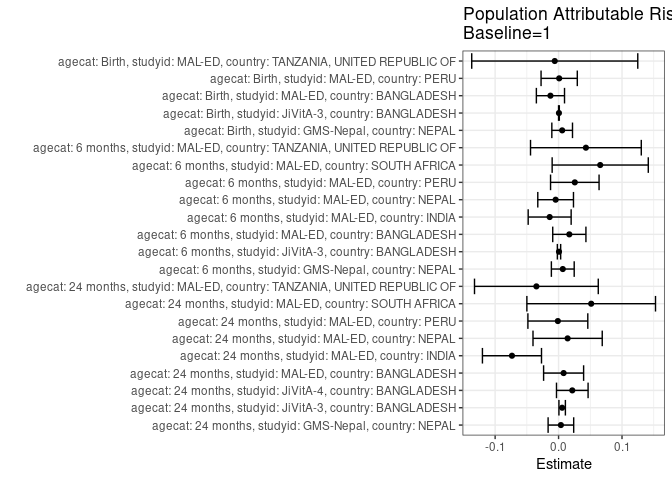 Population Attributable Ris
Baseline=1
agecat: Birth, studyid: MAL-ED, country: TANZANIA, UNITED REPUBLIC OF
agecat: Birth, studyid: MAL-ED, country: PERU
agecat: Birth, studyid: MAL-ED, country: BANGLADESH
agecat: Birth, studyid: JiVitA-3, country: BANGLADESH
agecat: Birth, studyid: GMS-Nepal, country: NEPAL
agecat: 6 months, studyid: MAL-ED, country: TANZANIA, UNITED REPUBLIC OF
agecat: 6 months, studyid: MAL-ED, country: SOUTH AFRICA
agecat: 6 months, studyid: MAL-ED, country: PERU
agecat: 6 months, studyid: MAL-ED, country: NEPAL
agecat: 6 months, studyid: MAL-ED, country: INDIA
agecat: 6 months, studyid: MAL-ED, country: BANGLADESH
agecat: 6 months, studyid: JiVitA-3, country: BANGLADESH
agecat: 6 months, studyid: GMS-Nepal, country: NEPAL
agecat: 24 months, studyid: MAL-ED, country: TANZANIA, UNITED REPUBLIC OF
agecat: 24 months, studyid: MAL-ED, country: SOUTH AFRICA
agecat: 24 months, studyid: MAL-ED, country: PERU
agecat: 24 months, studyid: MAL-ED, country: NEPAL
agecat: 24 months, studyid: MAL-ED, country: INDIA
agecat: 24 months, studyid: MAL-ED, country: BANGLADESH
agecat: 24 months, studyid: JiVitA-4, country: BANGLADESH
agecat: 24 months, studyid: JiVitA-3, country: BANGLADESH
agecat: 24 months, studyid: GMS-Nepal, country: NEPAL
-0.1 0.0 0.1
Estimate